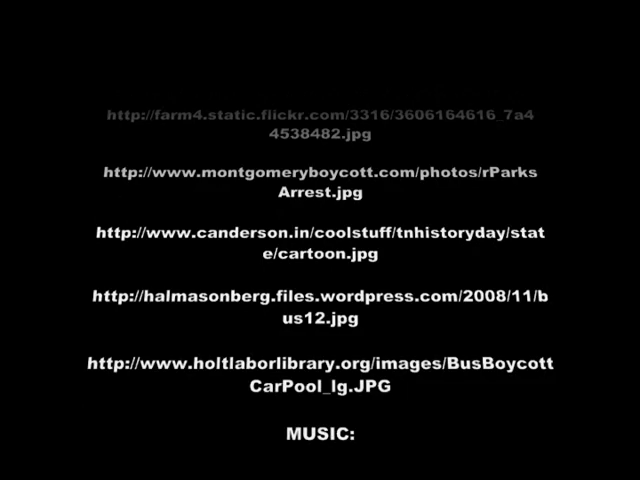 http://farm4.static.flickr.com/3316/3606164616_7a4
4538482.jpg
http://www.montgomeryboycott.com/photos/rParks
Arrest.jpg
http://www.canderson.in/coolstuff/tnhistoryday/stat
e/cartoon.jpg
http://halmasonberg.files.wordpress.com/2008/11/b
us12.jpg
http://www.holtlaborlibrary.org/images/BusBoycott
CarPool_lg.JPG
MUSIC: